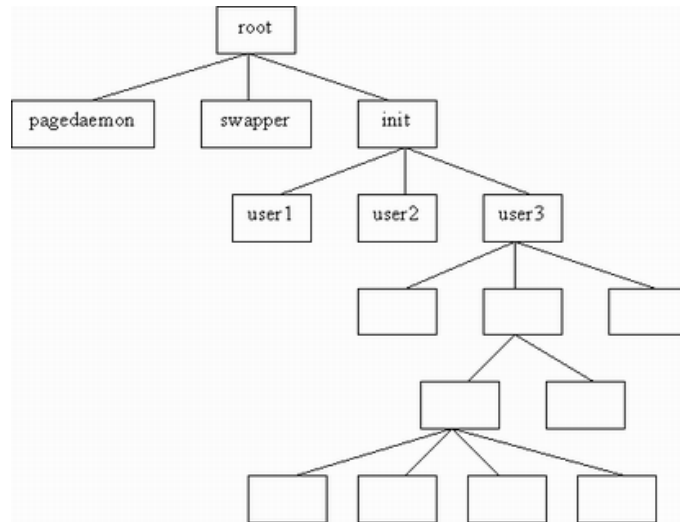 root
pagedaemon
swapper
init
user1
user2
user3